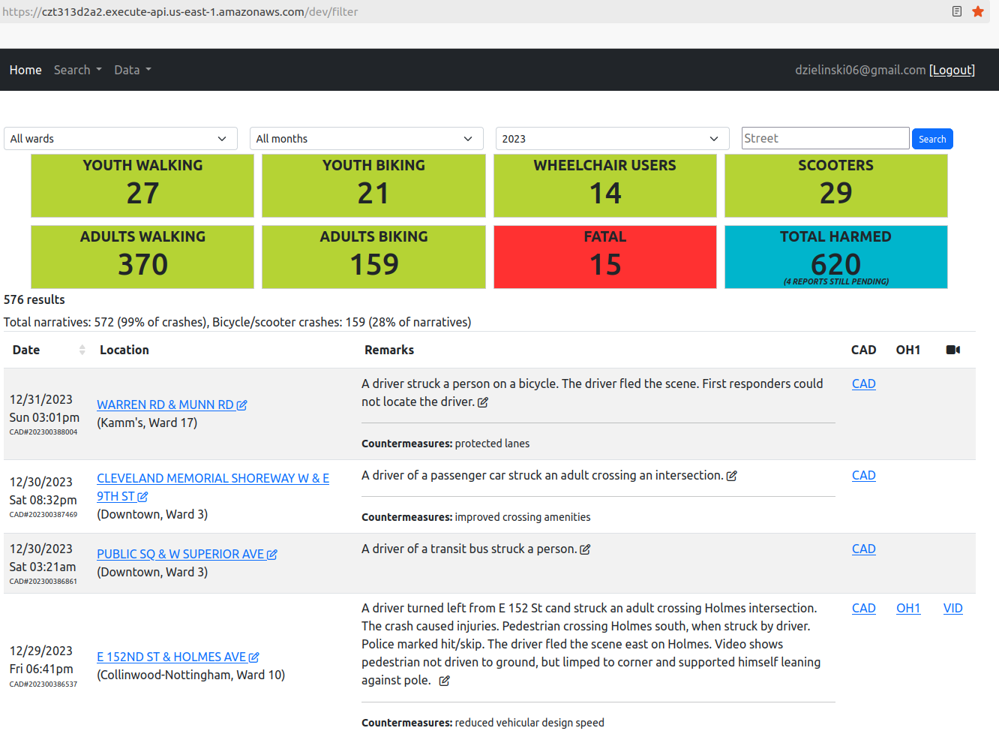 https://czt313d2a2.execute-api.us-east-1.amazonaws.com/dev/filter
Home Search Data dzielinski06@gmail.com [Logout]
All wards All months 2023 Street Search
YOUTH WALKING YOUTH BIKING WHEELCHAIR USERS SCOOTERS
27 21 14 29
ADULTS WALKING ADULTS BIKING FATAL TOTAL HARMED
370 159 15 620
(4 REPORTS STILL PENDING)
576 results
Total narratives: 572 (99% of crashes), Bicycle/scooter crashes: 159 (28% of narratives)
Date Location Remarks CAD OH1
12/31/2023
Sun 03:01pm
CAD#202300388004
WARREN RD & MUNN RD
(Kamm's, Ward 17)
A driver struck a person on a bicycle. The driver fled the scene. First responders could
not locate the driver.
Countermeasures: protected lanes
CAD
12/30/2023
Sat 08:32pm
CAD#202300387469
CLEVELAND MEMORIAL SHOREWAY W & E
9TH ST
(Downtown, Ward 3)
A driver of a passenger car struck an adult crossing an intersection.
Countermeasures: improved crossing amenities
CAD
12/30/2023
Sat 03:21am
CAD#202300386861
PUBLIC SQ & W SUPERIOR AVE
(Downtown, Ward 3)
A driver of a transit bus struck a person.
CAD
12/29/2023
Fri 06:41pm
CAD#202300386537
E 152ND ST & HOLMES AVE
(Collinwood-Nottingham, Ward 10)
A driver turned left from E 152 St cand struck an adult crossing Holmes intersection.
The crash caused injuries. Pedestrian crossing Holmes south, when struck by driver.
Police marked hit/skip. The driver fled the scene east on Holmes. Video shows
pedestrian not driven to ground, but limped to corner and supported himself leaning
against pole.
Countermeasures: reduced vehicular design speed
CAD OH1 VID